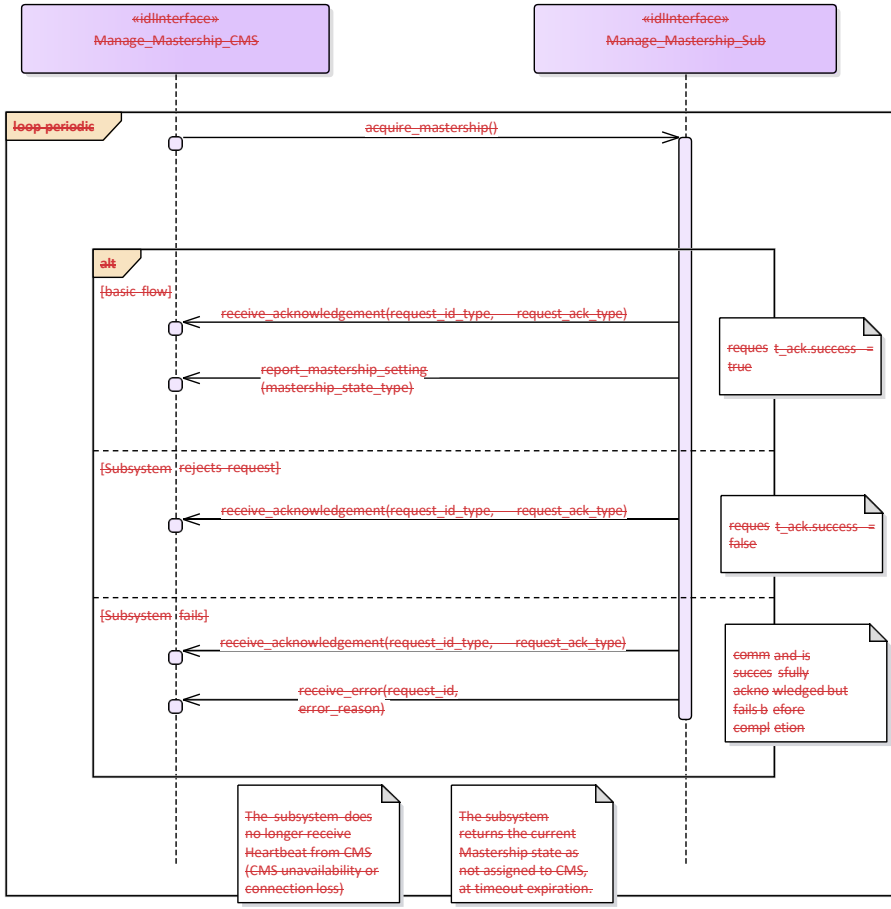 «idlInterface»
Manage_Mastership_CMS
«idlInterface»
Manage_Mastership_Sub
loop periodic
acquire_mastership()
alt
[basic flow]
receive_acknowledgement(request_id_type, request_ack_type)
reques t_ack.success =
true
report_mastership_setting
(mastership_state_type)
[Subsystem rejects request]
receive_acknowledgement(request_id_type, request_ack_type)
reques t_ack.success =
false
[Subsystem fails]
receive_acknowledgement(request_id_type, request_ack_type)
comm and is
succes sfully
ackno wledged but
fails b efore
compl etion
receive_error(request_id,
error_reason)
The subsystem does
no longer receive
Heartbeat from CMS
(CMS unavailability or
connection loss)
The subsystem
returns the current
Mastership state as
not assigned to CMS,
at timeout expiration.